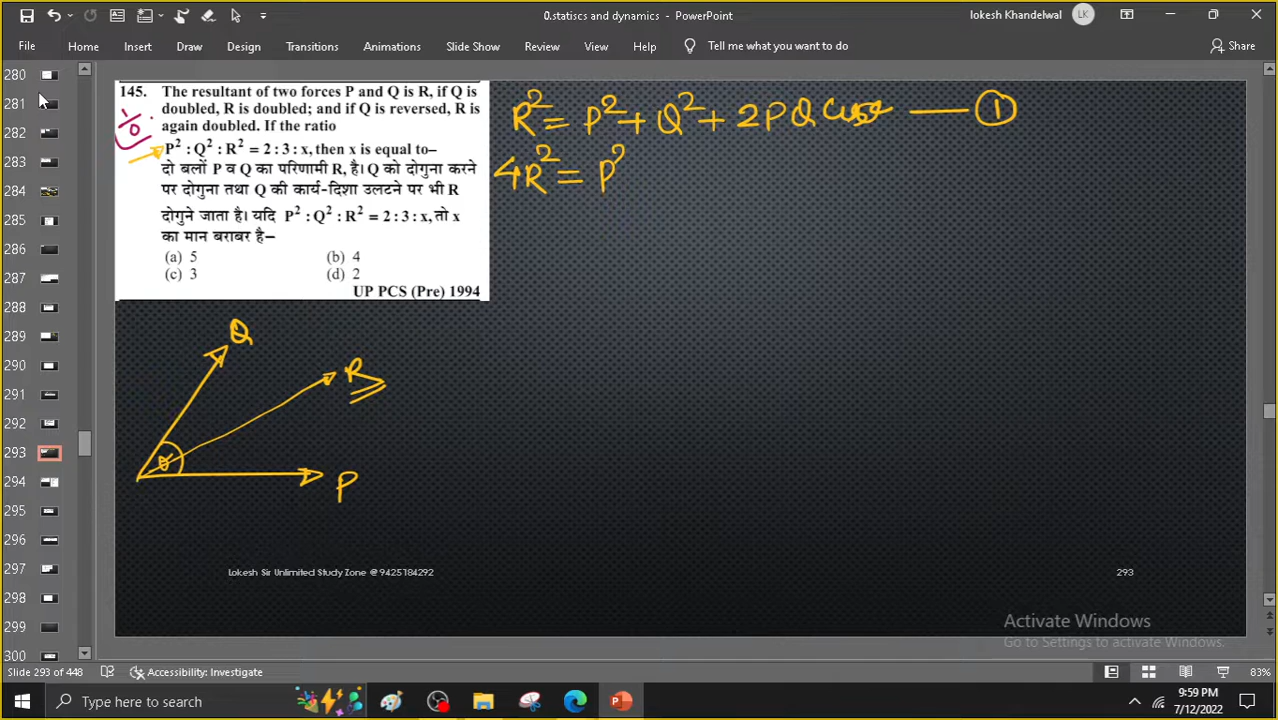 0.statiscs and dynamics - PowerPoint
lokesh Khandelwal
LK
File
Home
Insert
Draw
Design
Transitions
Animations
Slide Show
Review
View
Help
Tell me what you want to do
Share
280
281
282
283
284
285
286
287
288
289
290
291
292
293
294
295
296
297
298
299
300
145. The resultant of two forces P and Q is R, if Q is
doubled, R is doubled; and if Q is reversed, R is
again doubled. If the ratio
P² : Q² : R² = 2 : 3 : x, then x is equal to–
दो बलों P व Q का परिणामी R, है। Q को दोगुना करने
पर दोगुना तथा Q की कार्य-दिशा उलटने पर भी R
दोगुने जाता है। यदि P² : Q² : R² = 2 : 3 : x, तो x
का मान बराबर है–
(a) 5 (b) 4
(c) 3 (d) 2
UP PCS (Pre) 1994
R² = P² + Q² + 2PQ — 1
4R² = P²
Q
R
P
Lokesh Sir Unlimited Study Zone @9425184292
293
Activate Windows
Go to Settings to activate Windows.
Slide 293 of 448
Accessibility: Investigate
83%
Type here to search
9:59 PM
7/12/2022